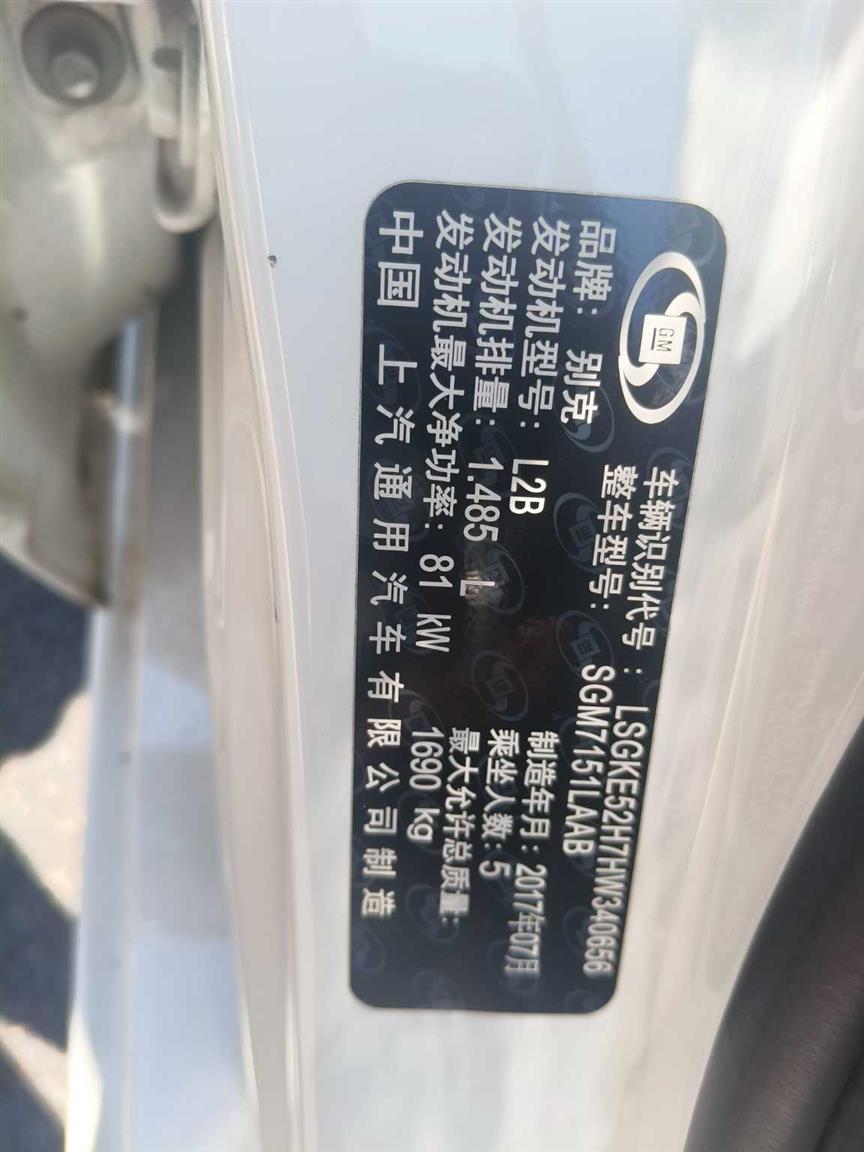 GM
车辆识别代号：LSGKE52H7HW340656
整车型号：SGM7151LAAB
品牌：别克
发动机型号：L2B
制造年月：2017年07月
发动机排量：1.485 L
乘坐人数：5
发动机最大净功率：81 kW
最大允许总质量：
1690 kg
中国 上汽通用汽车有限公司制造